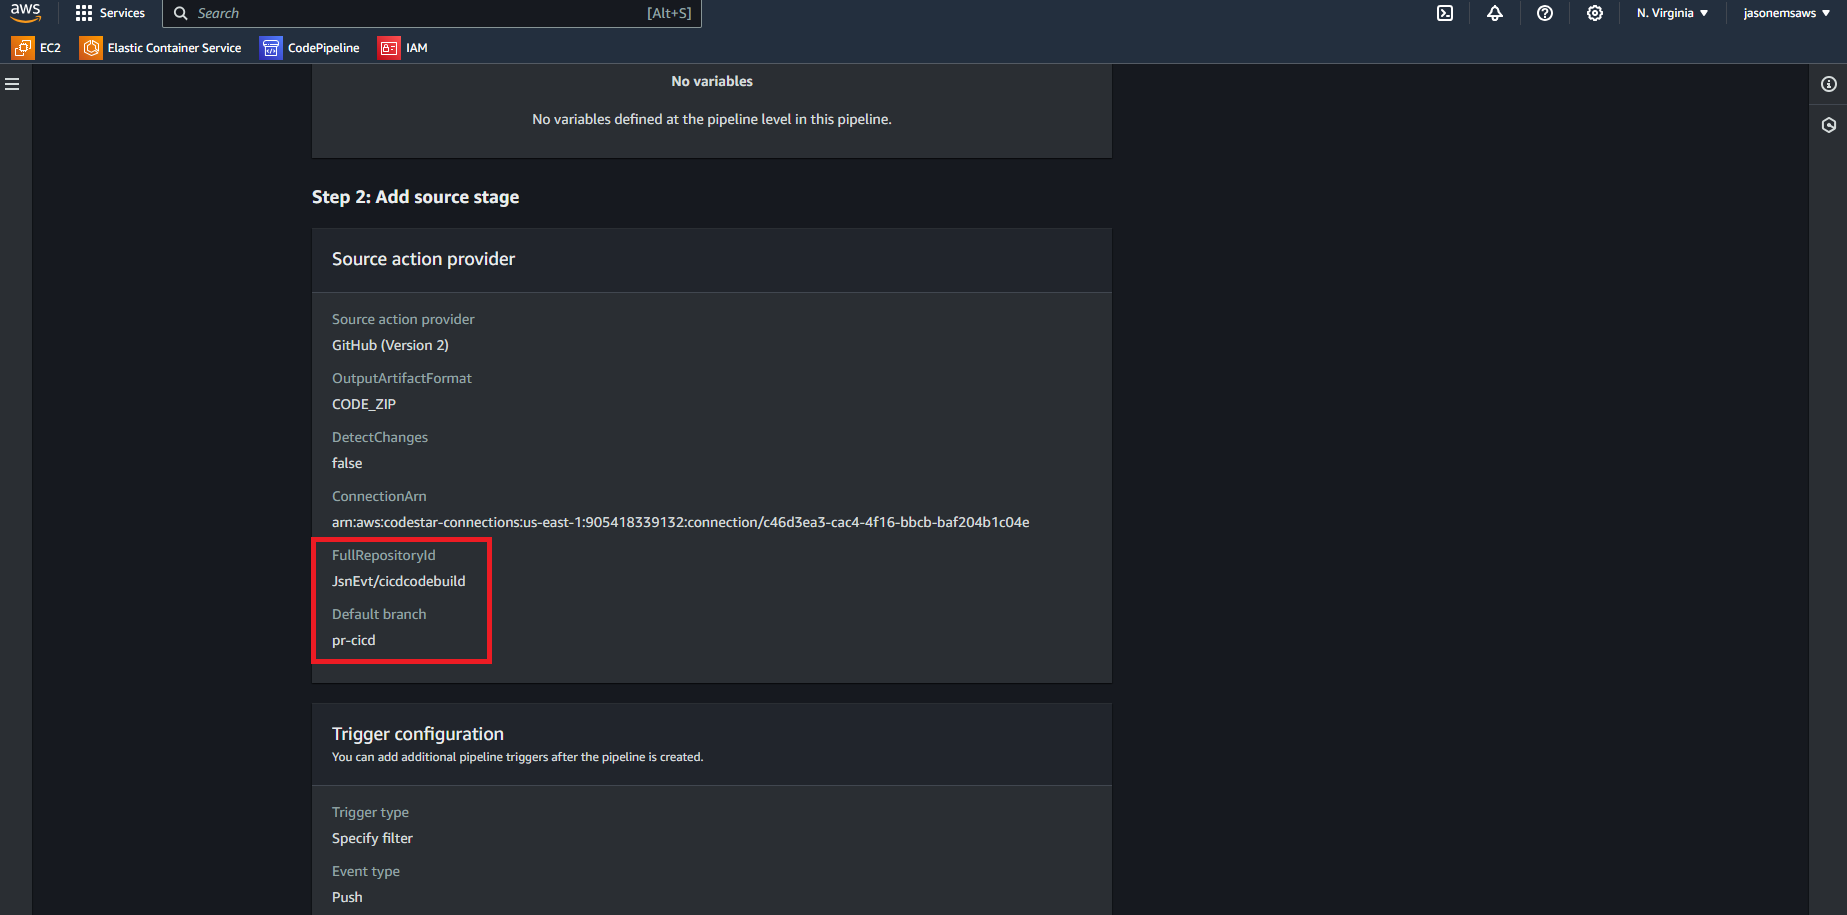 aws Services Search [Alt+S] N. Virginia jasonemsaws
EC2 Elastic Container Service CodePipeline IAM
No variables
No variables defined at the pipeline level in this pipeline.
Step 2: Add source stage
Source action provider
Source action provider
GitHub (Version 2)
OutputArtifactFormat
CODE_ZIP
DetectChanges
false
ConnectionArn
arn:aws:codestar-connections:us-east-1:905418339132:connection/c46d3ea3-cac4-4f16-bbcb-baf204b1c04e
FullRepositoryId
JsnEvt/cicdcodebuild
Default branch
pr-cicd
Trigger configuration
You can add additional pipeline triggers after the pipeline is created.
Trigger type
Specify filter
Event type
Push